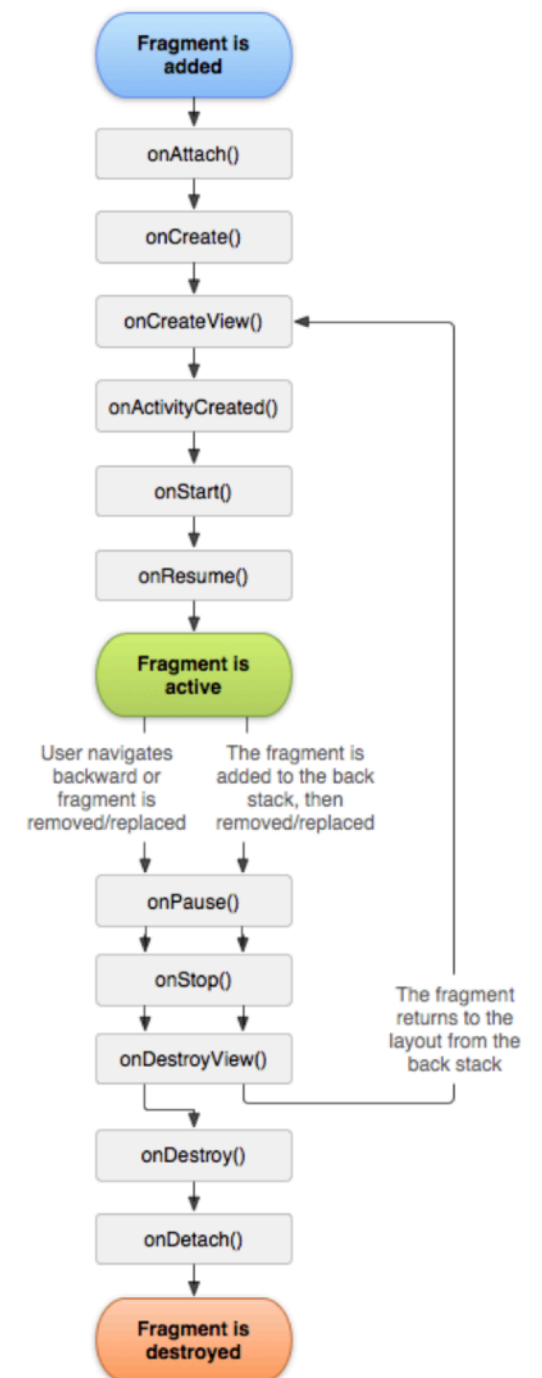 Fragment is
added
onAttach()
onCreate()
onCreateView()
onActivityCreated()
onStart()
onResume()
Fragment is
active
User navigates
backward or
fragment is
removed/replaced
The fragment is
added to the back
stack, then
removed/replaced
onPause()
onStop()
onDestroyView()
The fragment
returns to the
layout from the
back stack
onDestroy()
onDetach()
Fragment is
destroyed